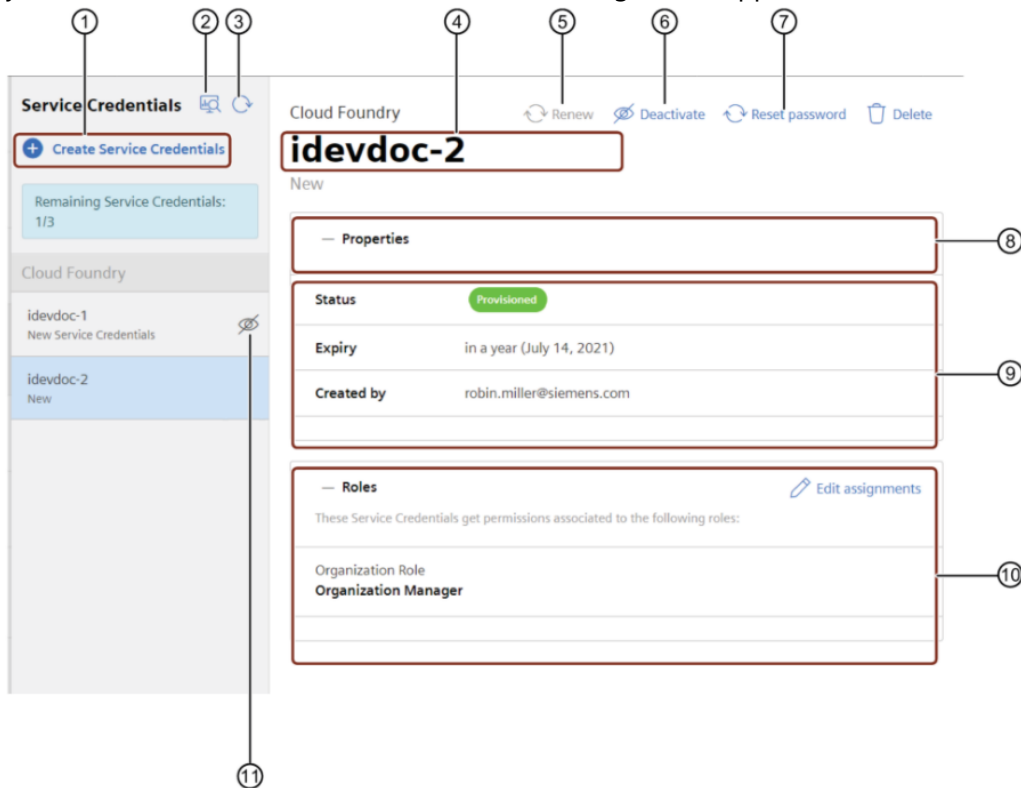 ① ② ③ ④ ⑤ ⑥ ⑦
Service Credentials
Create Service Credentials
Remaining Service Credentials:
1/3
Cloud Foundry
idevdoc-1
New Service Credentials
idevdoc-2
New
⑪
Cloud Foundry
Renew Deactivate Reset password Delete
idevdoc-2
New
— Properties
⑧
Status Provisioned
Expiry in a year (July 14, 2021)
⑨
Created by robin.miller@siemens.com
— Roles Edit assignments
These Service Credentials get permissions associated to the following roles:
Organization Role
⑩
Organization Manager